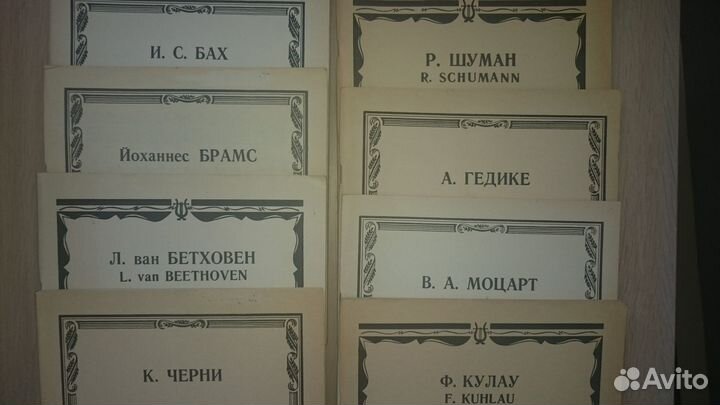 И. С. БАХ
Йоханнес БРАМС
Л. ван БЕТХОВЕН
L. van BEETHOVEN
К. ЧЕРНИ
Р. ШУМАН
R. SCHUMANN
А. ГЕДИКЕ
В. А. МОЦАРТ
Ф. КУЛАУ
F. KUHLAU
Avito